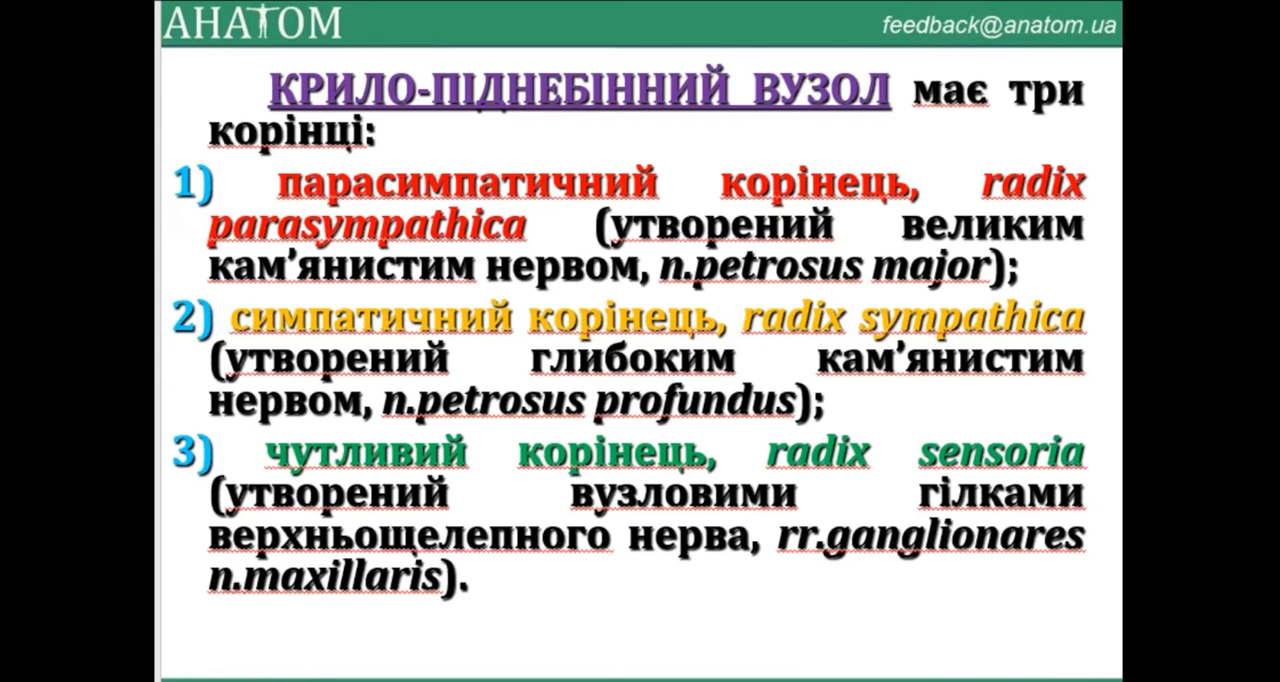 АНАТОМ
feedback@anatom.ua
КРИЛО-ПІДНЕБІННИЙ ВУЗОЛ має три
корінці:
1) парасимпатичний корінець, radix
parasympathica (утворений великим
кам’янистим нервом, n.petrosus major);
2) симпатичний корінець, radix sympathica
(утворений глибоким кам’янистим
нервом, n.petrosus profundus);
3) чутливий корінець, radix sensoria
(утворений вузловими гілками
верхньощелепного нерва, rr.ganglionares
n.maxillaris).